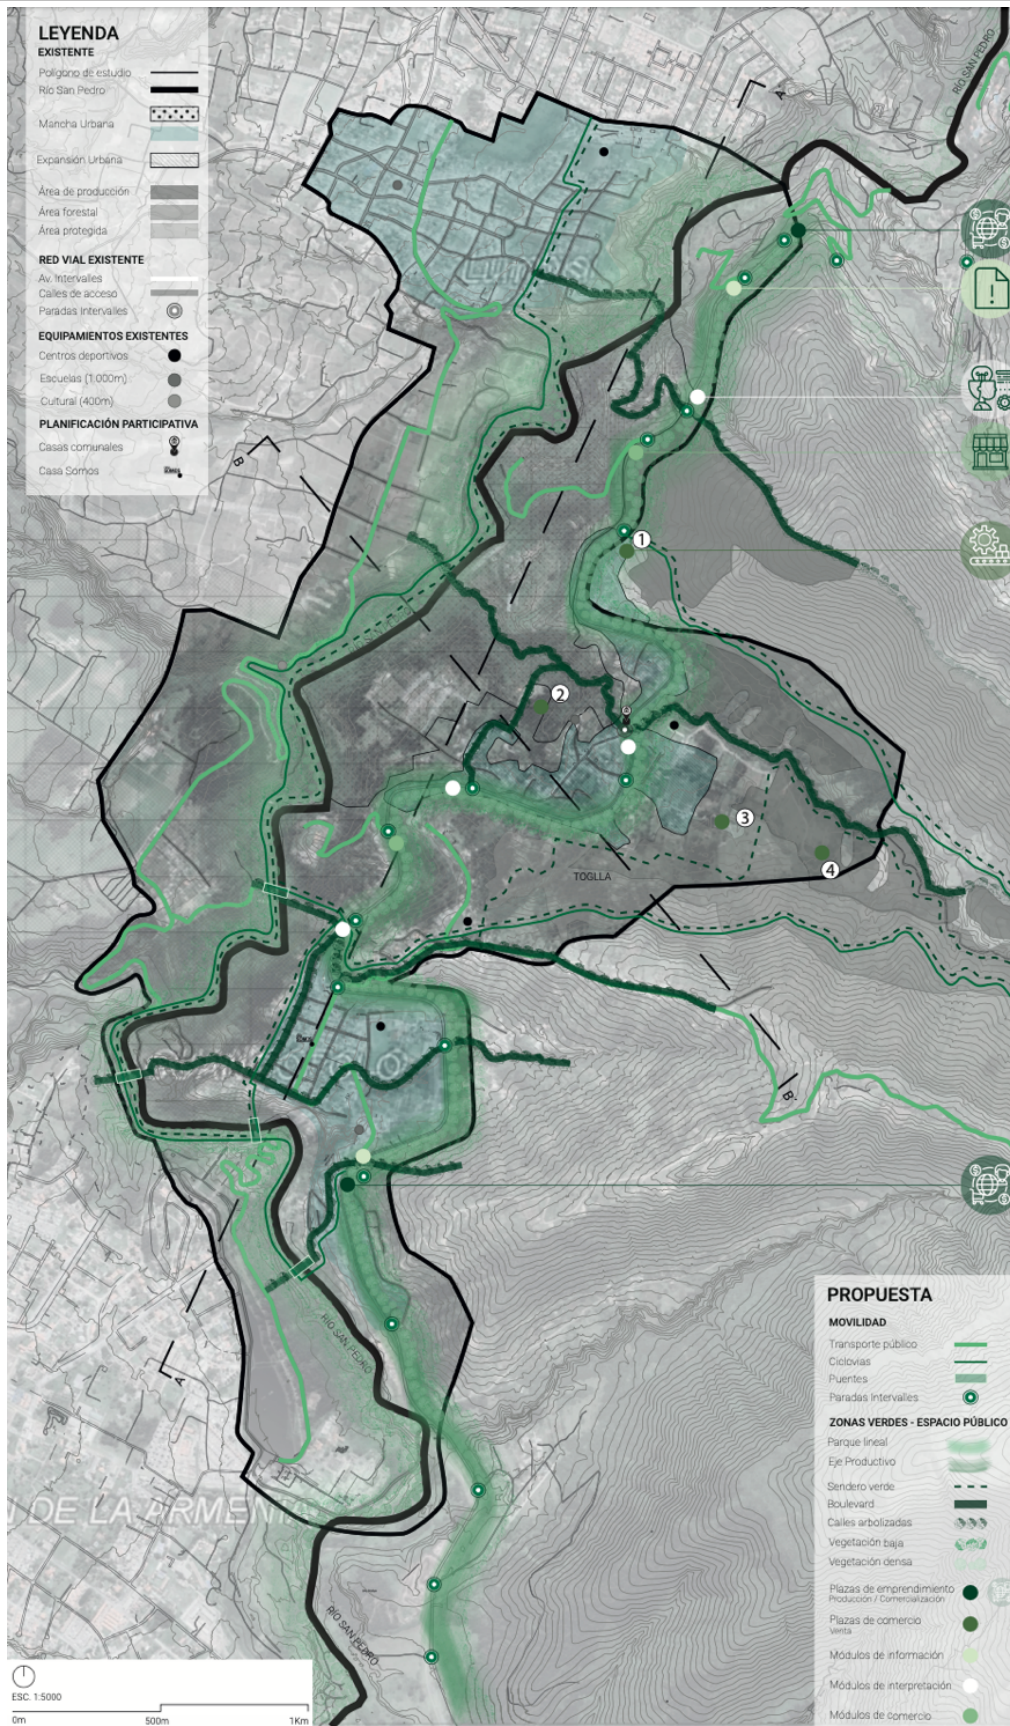 LEYENDA
EXISTENTE
Polígono de estudio
Río San Pedro
Mancha Urbana
Expansión Urbana
Área de producción
Área forestal
Área protegida
RED VIAL EXISTENTE
Av. Intervalles
Calles de acceso
Paradas Intervalles
EQUIPAMIENTOS EXISTENTES
Centros deportivos
Escuelas (1.000m)
Cultural (400m)
PLANIFICACIÓN PARTICIPATIVA
Casas comunales
Casa Somos
RÍO SAN PEDRO
A
B
1
2
3
4
TOGLLA
B'
RÍO SAN PEDRO
A
N DE LA ARMENIA
RÍO SAN PEDRO
PROPUESTA
MOVILIDAD
Transporte público
Ciclovias
Puentes
Paradas Intervalles
ZONAS VERDES - ESPACIO PÚBLICO
Parque lineal
Eje Productivo
Sendero verde
Boulevard
Calles arbolizadas
Vegetación baja
Vegetación densa
Plazas de emprendimiento
Producción / Comercialización
Plazas de comercio
Venta
Módulos de información
Módulos de interpretación
Módulos de comercio
ESC. 1:5000
0m 500m 1Km